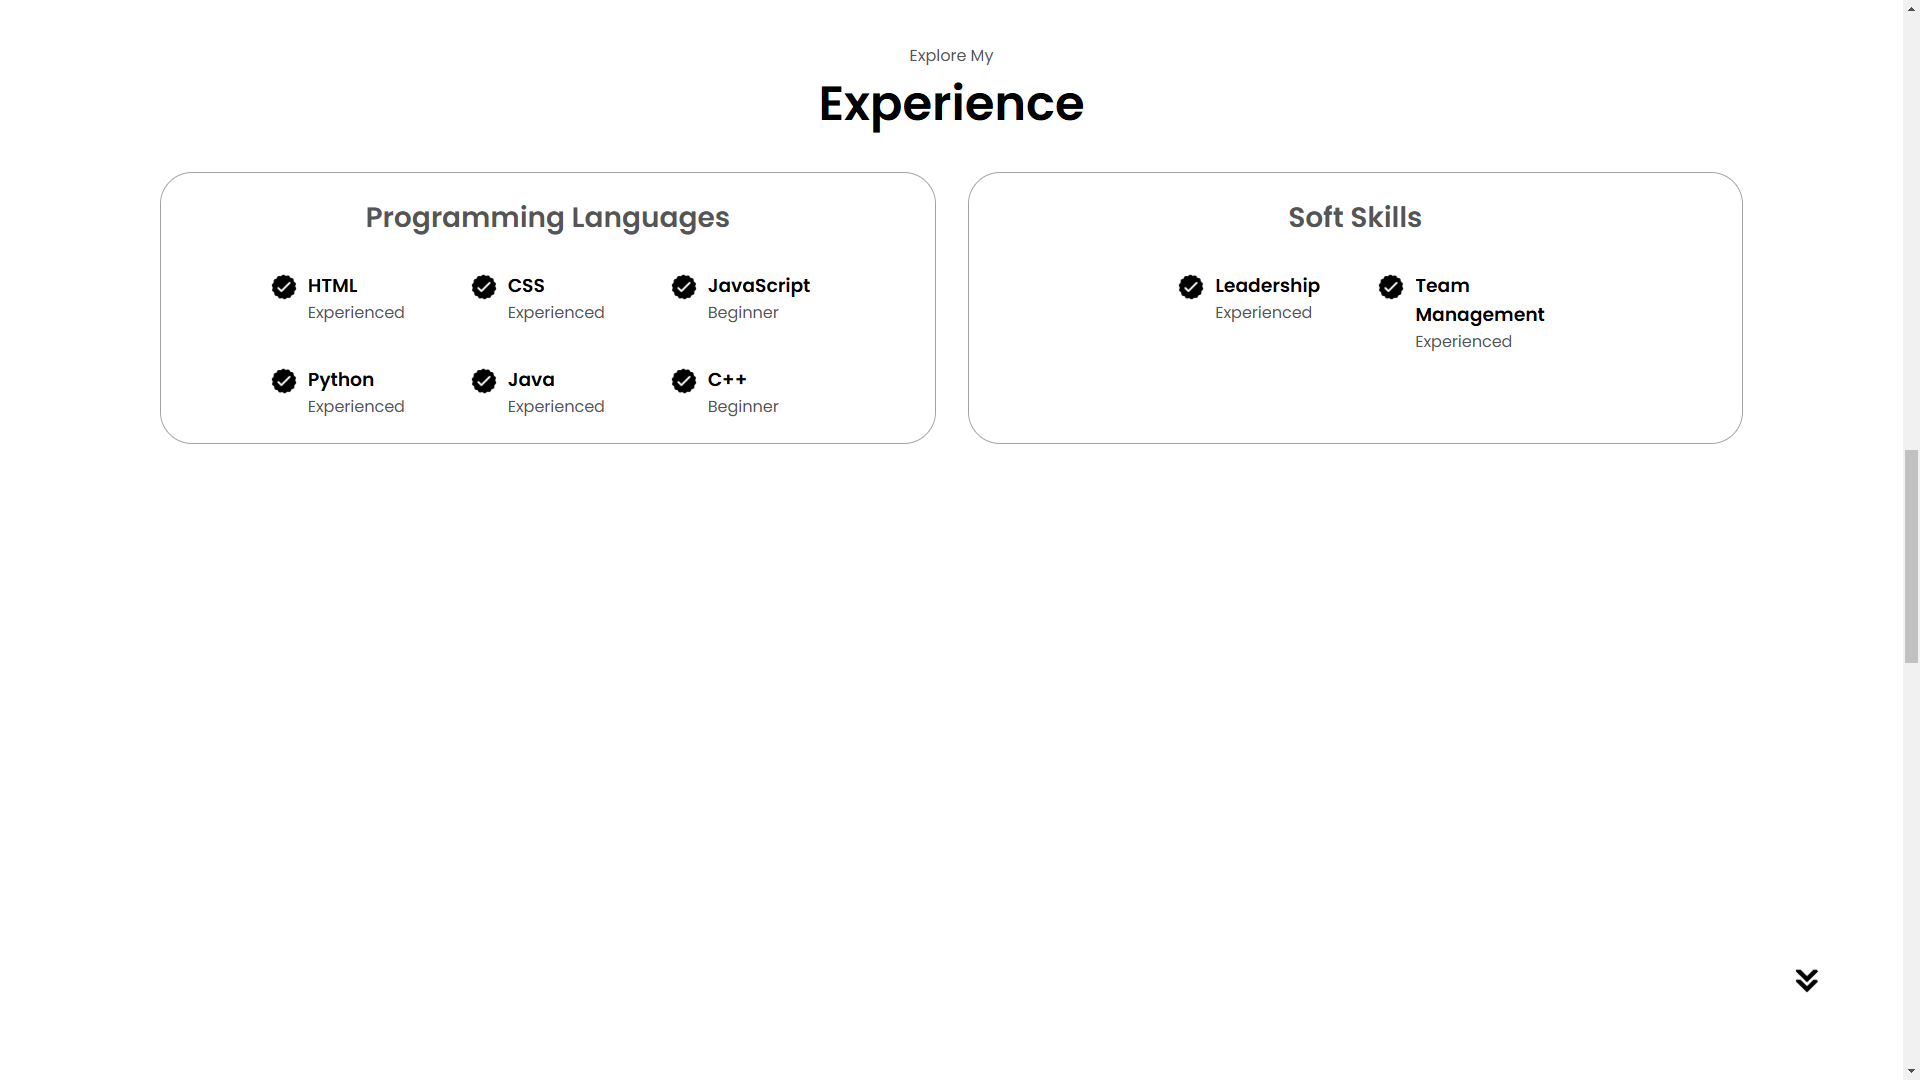 Explore My
Experience
Programming Languages
HTML
Experienced
CSS
Experienced
JavaScript
Beginner
Python
Experienced
Java
Experienced
C++
Beginner
Soft Skills
Leadership
Experienced
Team
Management
Experienced